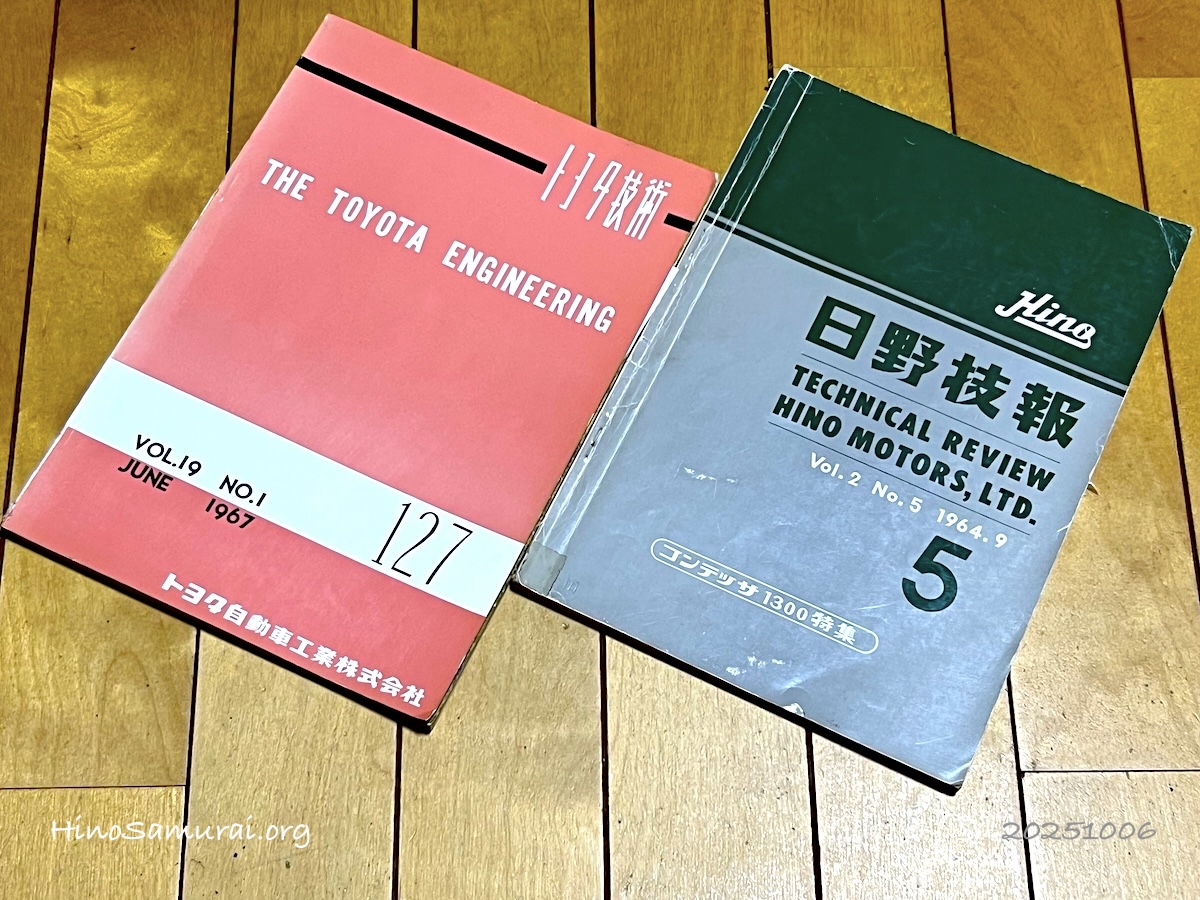 トヨタ技術
THE TOYOTA ENGINEERING
VOL.19 NO.1
JUNE 1967
127
トヨタ自動車工業株式会社
Hino
日野技報
TECHNICAL REVIEW
HINO MOTORS, LTD.
Vol. 2 No. 5 1964. 9
5
コンテッサ1300特集
HinoSamurai.org
20251006